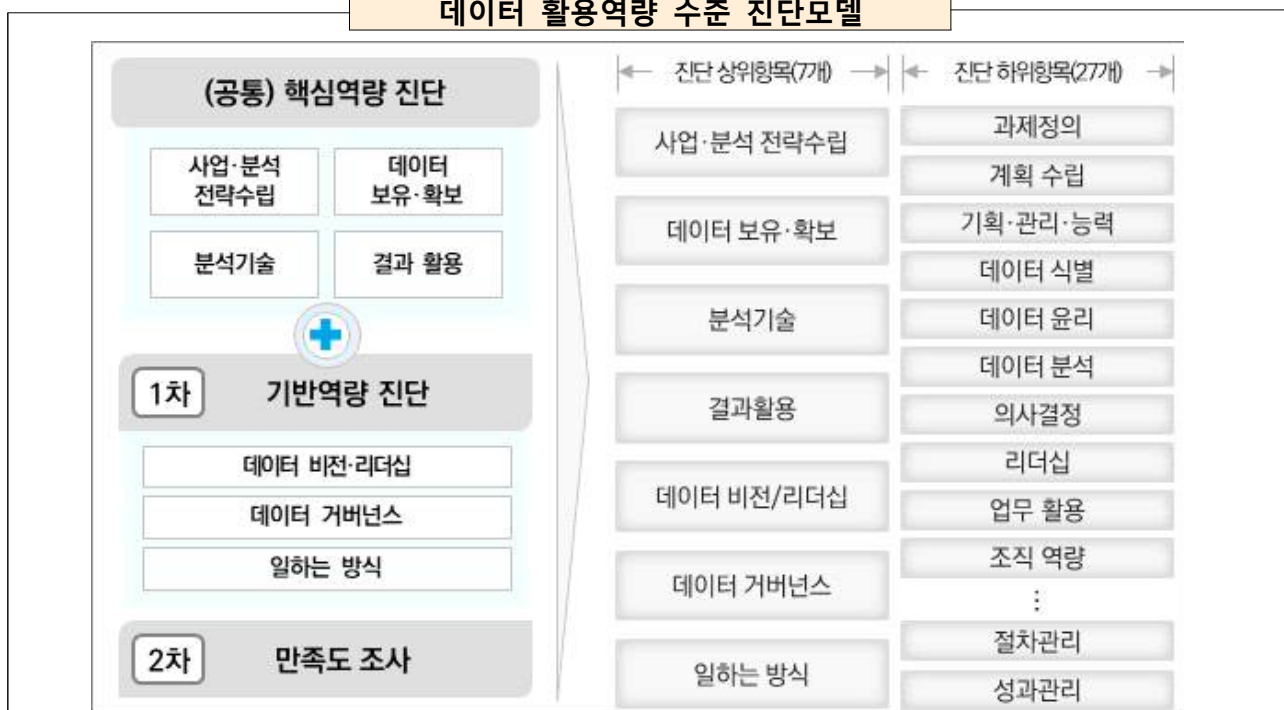 데이터 활용역량 수준 진단모델
(공통) 핵심역량 진단
사업·분석
전략수립
데이터
보유·확보
분석기술
결과 활용
1차
기반역량 진단
데이터 비전·리더십
데이터 거버넌스
일하는 방식
2차
만족도 조사
진단 상위항목(7개)
사업·분석 전략수립
데이터 보유·확보
분석기술
결과활용
데이터 비전/리더십
데이터 거버넌스
일하는 방식
진단 하위항목(27개)
과제정의
계획 수립
기획·관리·능력
데이터 식별
데이터 윤리
데이터 분석
의사결정
리더십
업무 활용
조직 역량
⋮
절차관리
성과관리